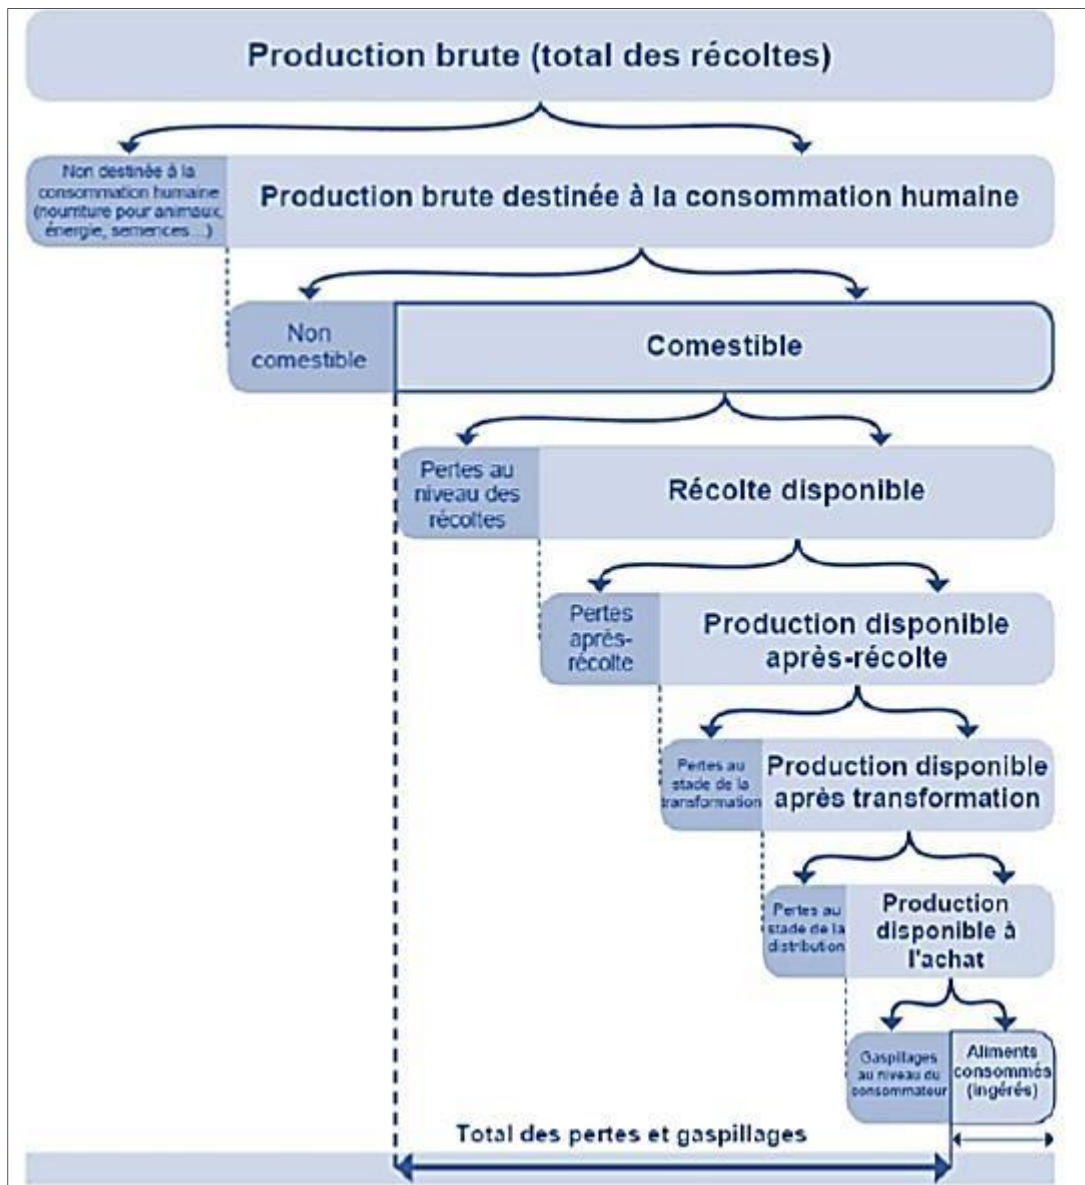 Production brute (total des récoltes)
Non destinée à la
consommation humaine
(nourriture pour animaux,
énergie, semences...)
Production brute destinée à la consommation humaine
Non
comestible
Comestible
Pertes au
niveau des
récoltes
Récolte disponible
Pertes
après-
récolte
Production disponible
après-récolte
Pertes au
stade de la
transformation
Production disponible
après transformation
Pertes au
stade de la
distribution
Production
disponible à
l'achat
Gaspillages
au niveau du
consommateur
Aliments
consommés
(ingérés)
Total des pertes et gaspillages